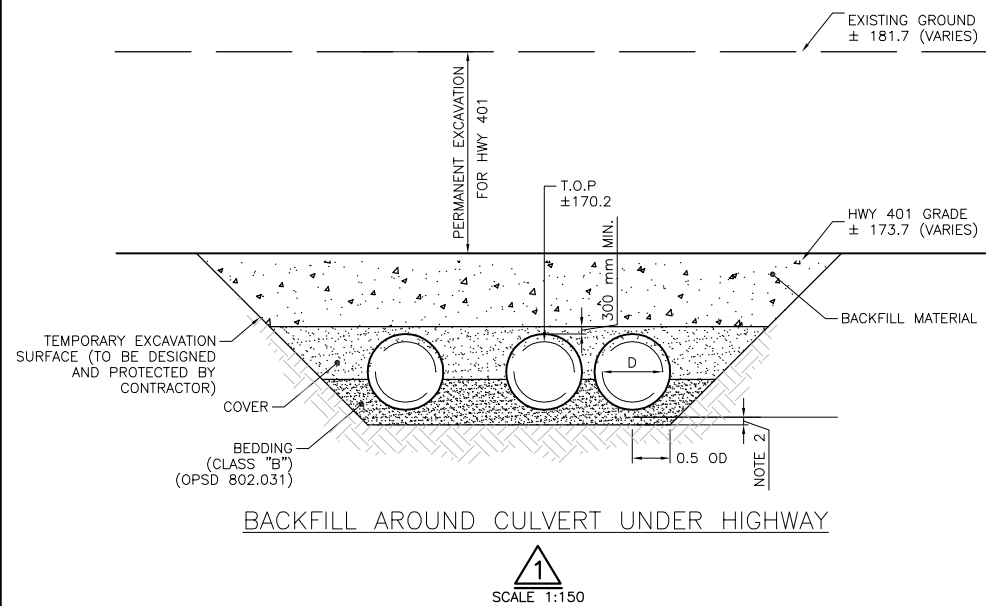 EXISTING GROUND
± 181.7 (VARIES)
PERMANENT EXCAVATION
FOR HWY 401
T.O.P
±170.2
300 mm MIN.
HWY 401 GRADE
± 173.7 (VARIES)
BACKFILL MATERIAL
TEMPORARY EXCAVATION
SURFACE (TO BE DESIGNED
AND PROTECTED BY
CONTRACTOR)
D
COVER
BEDDING
(CLASS "B")
(OPSD 802.031)
0.5 OD
NOTE 2
BACKFILL AROUND CULVERT UNDER HIGHWAY
1
SCALE 1:150